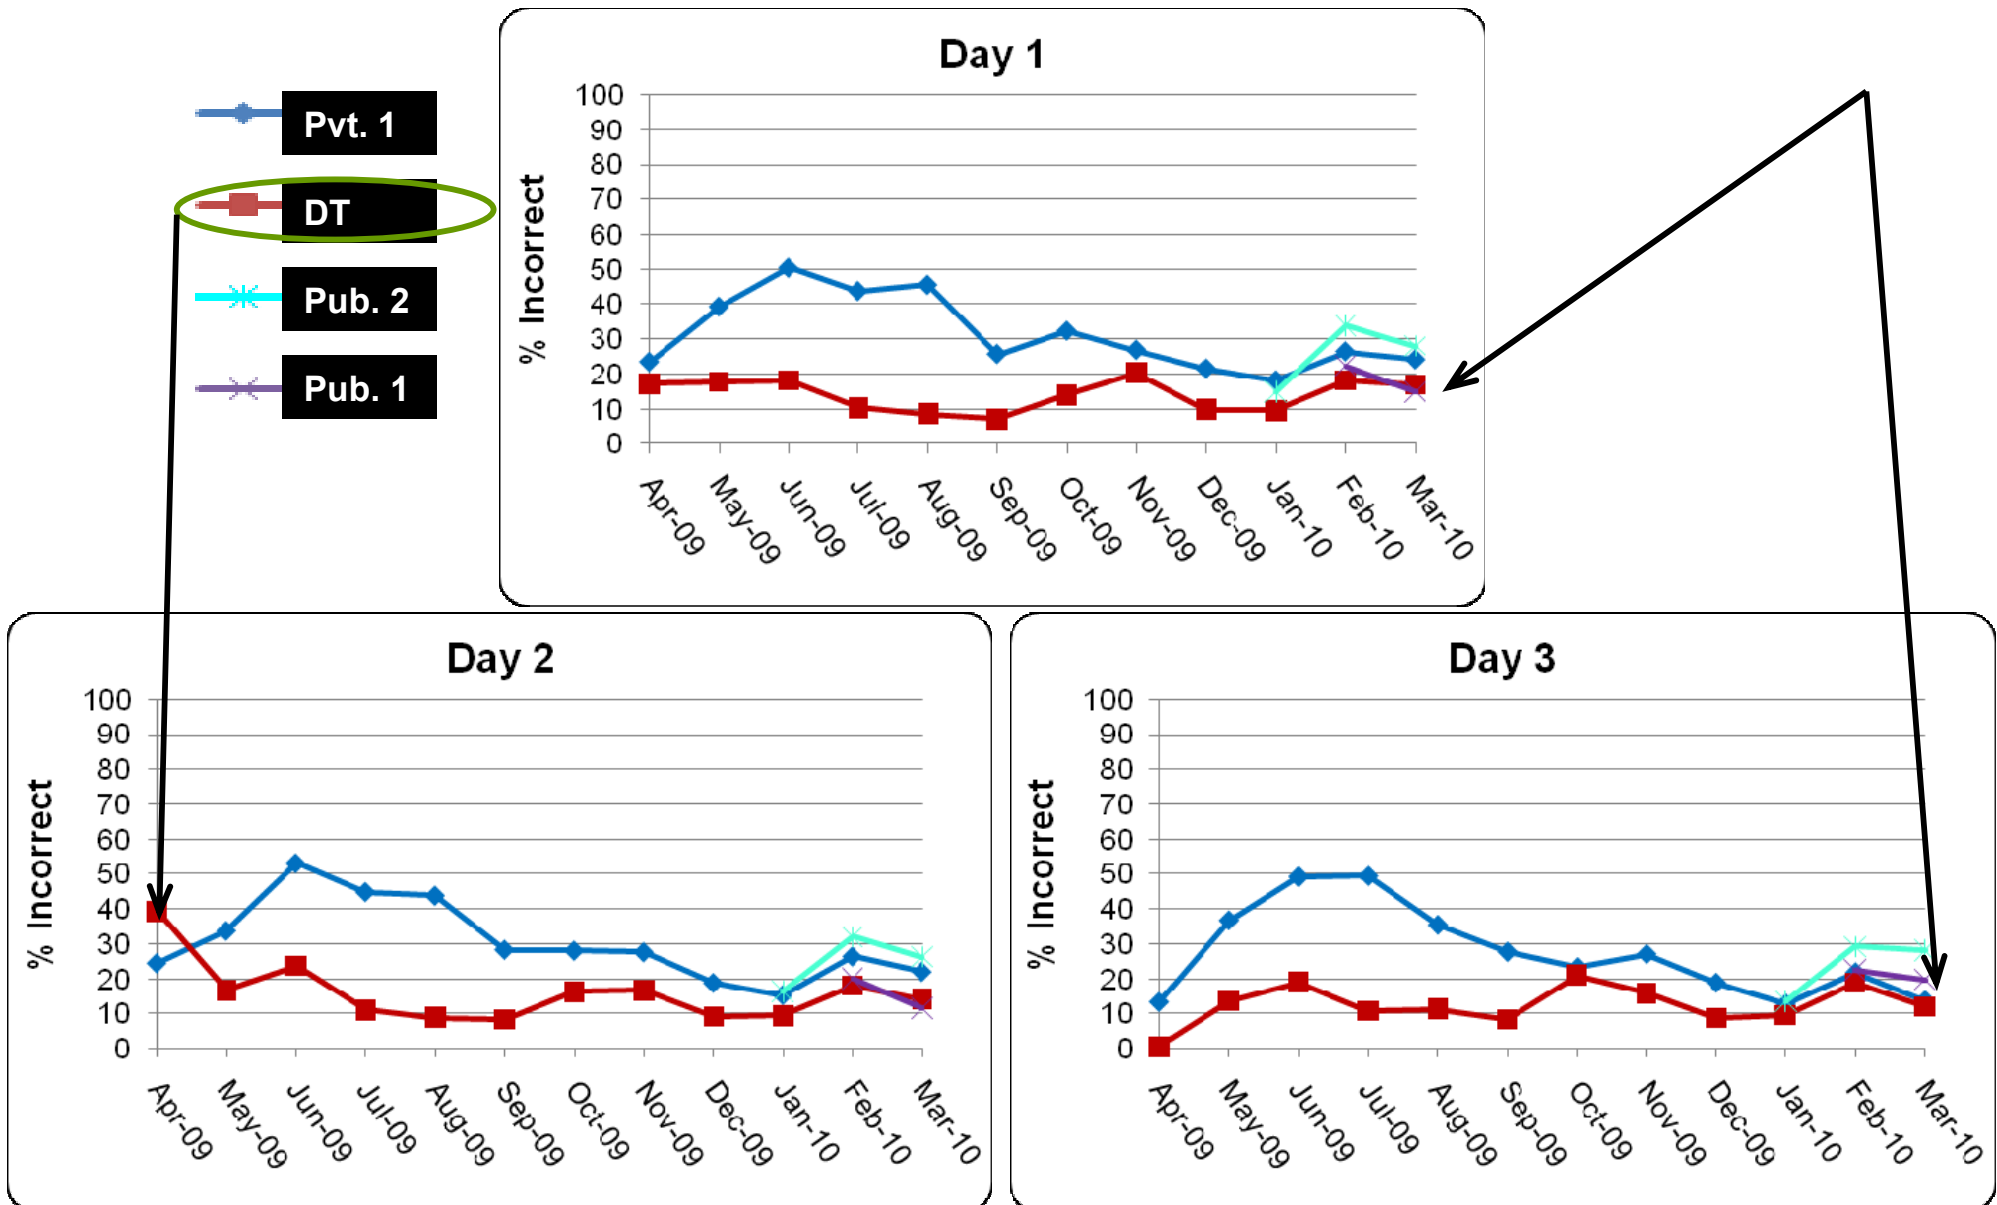 Pvt. 1
DT
Pub. 2
Pub. 1
Day 1
% Incorrect
100
90
80
70
60
50
40
30
20
10
0
Apr-09
May-09
Jun-09
Jul-09
Aug-09
Sep-09
Oct-09
Nov-09
Dec-09
Jan-10
Feb-10
Mar-10
Day 2
% Incorrect
100
90
80
70
60
50
40
30
20
10
0
Apr-09
May-09
Jun-09
Jul-09
Aug-09
Sep-09
Oct-09
Nov-09
Dec-09
Jan-10
Feb-10
Mar-10
Day 3
% Incorrect
100
90
80
70
60
50
40
30
20
10
0
Apr-09
May-09
Jun-09
Jul-09
Aug-09
Sep-09
Oct-09
Nov-09
Dec-09
Jan-10
Feb-10
Mar-10